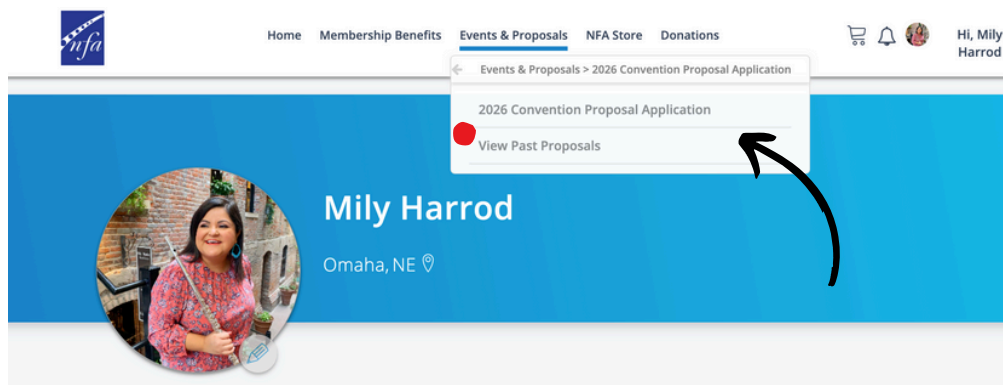 nfa
Home Membership Benefits Events & Proposals NFA Store Donations
Hi, Mily
Harrod
Events & Proposals > 2026 Convention Proposal Application
2026 Convention Proposal Application
View Past Proposals
Mily Harrod
Omaha, NE